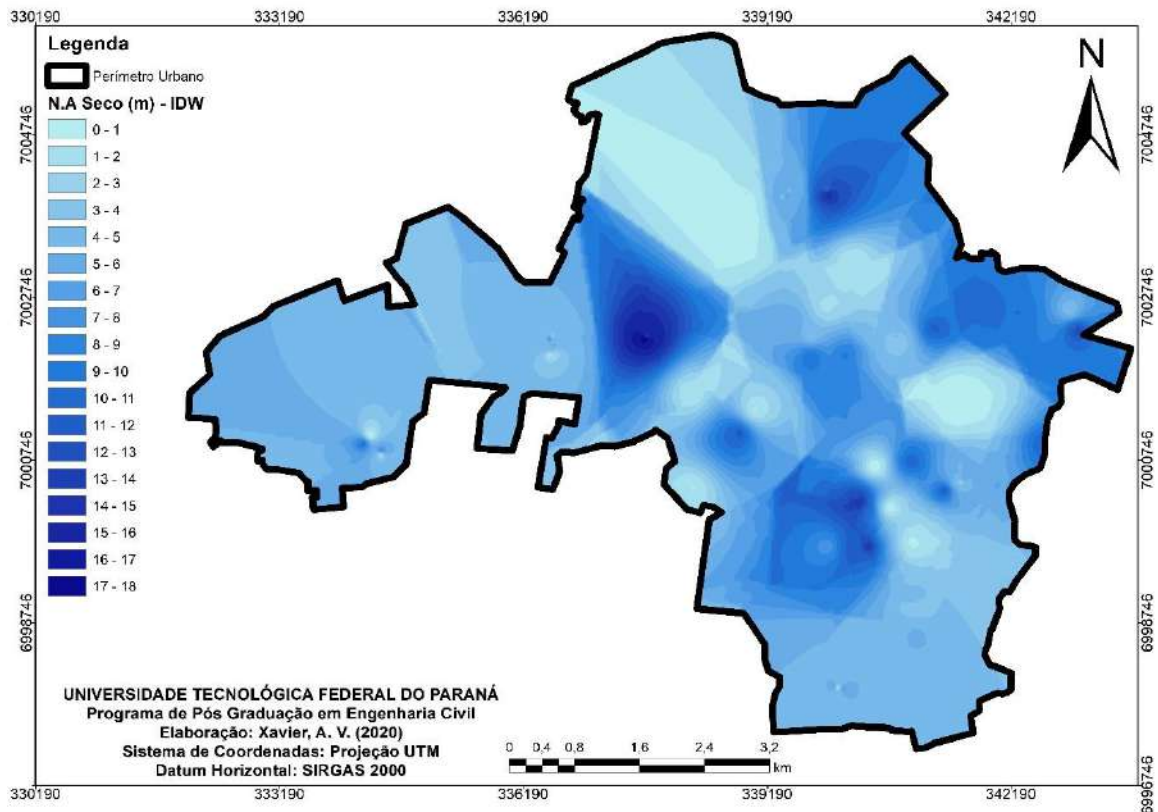 330190 333190 336190 339190 342190
Legenda
Perímetro Urbano
N.A Seco (m) - IDW
0 - 1
1 - 2
2 - 3
3 - 4
4 - 5
5 - 6
6 - 7
7 - 8
8 - 9
9 - 10
10 - 11
11 - 12
12 - 13
13 - 14
14 - 15
15 - 16
16 - 17
17 - 18
N
7004746
7002746
7000746
6998746
7004746
7002746
7000746
6998746
6996746
UNIVERSIDADE TECNOLÓGICA FEDERAL DO PARANÁ
Programa de Pós Graduação em Engenharia Civil
Elaboração: Xavier, A. V. (2020)
Sistema de Coordenadas: Projeção UTM
Datum Horizontal: SIRGAS 2000
0 0,4 0,8 1,6 2,4 3,2
km
330190 333190 336190 339190 342190